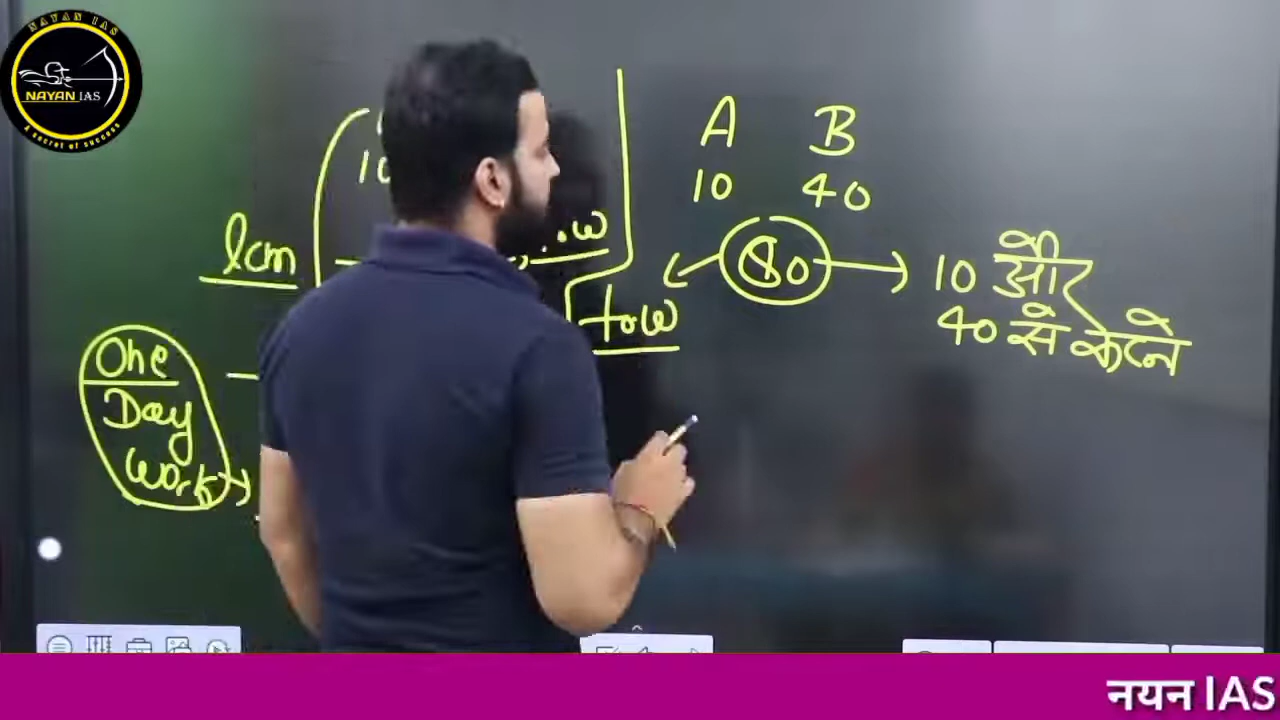 NAYAN IAS
NAYAN IAS
A secret of success
10
lcm
w
One
Day
Work
A B
10 40
tow
10 और
40 से कटने
नयन IAS